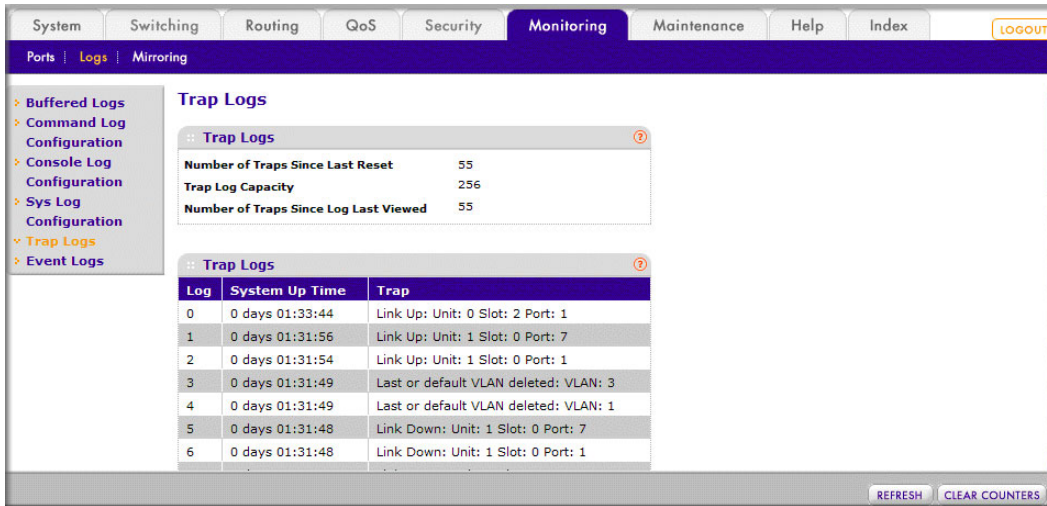 System Switching Routing QoS Security Monitoring Maintenance Help Index LOGOUT
Ports Logs Mirroring
Buffered Logs
Command Log
Configuration
Console Log
Configuration
Sys Log
Configuration
Trap Logs
Event Logs
Trap Logs
Trap Logs
Number of Traps Since Last Reset 55
Trap Log Capacity 256
Number of Traps Since Log Last Viewed 55
Trap Logs
Log System Up Time Trap
0 0 days 01:33:44 Link Up: Unit: 0 Slot: 2 Port: 1
1 0 days 01:31:56 Link Up: Unit: 1 Slot: 0 Port: 7
2 0 days 01:31:54 Link Up: Unit: 1 Slot: 0 Port: 1
3 0 days 01:31:49 Last or default VLAN deleted: VLAN: 3
4 0 days 01:31:49 Last or default VLAN deleted: VLAN: 1
5 0 days 01:31:48 Link Down: Unit: 1 Slot: 0 Port: 7
6 0 days 01:31:48 Link Down: Unit: 1 Slot: 0 Port: 1
REFRESH CLEAR COUNTERS